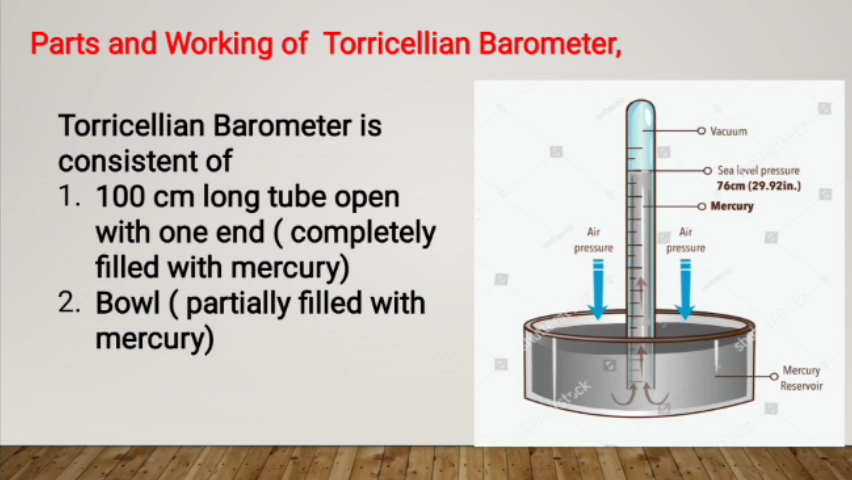 Parts and Working of Torricellian Barometer,
Torricellian Barometer is
consistent of
1. 100 cm long tube open
with one end ( completely
filled with mercury)
2. Bowl ( partially filled with
mercury)
Vacuum
Sea level pressure
76cm (29.92in.)
Mercury
Air
pressure
Air
pressure
Mercury
Reservoir